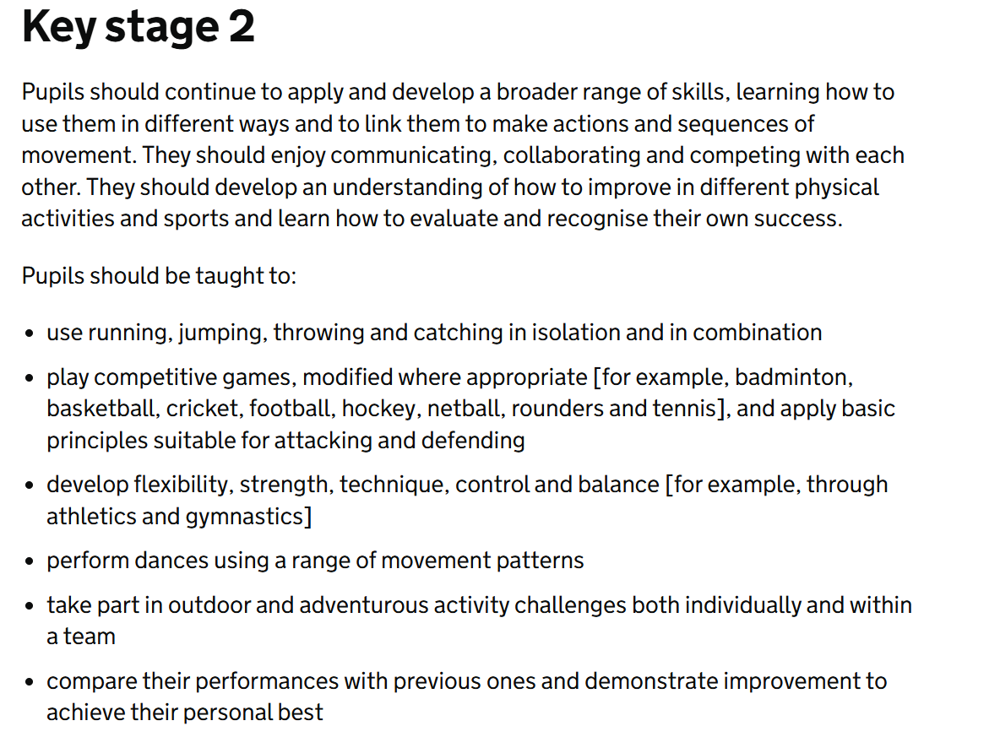 Key stage 2
Pupils should continue to apply and develop a broader range of skills, learning how to
use them in different ways and to link them to make actions and sequences of
movement. They should enjoy communicating, collaborating and competing with each
other. They should develop an understanding of how to improve in different physical
activities and sports and learn how to evaluate and recognise their own success.
Pupils should be taught to:
• use running, jumping, throwing and catching in isolation and in combination
• play competitive games, modified where appropriate [for example, badminton,
basketball, cricket, football, hockey, netball, rounders and tennis], and apply basic
principles suitable for attacking and defending
• develop flexibility, strength, technique, control and balance [for example, through
athletics and gymnastics]
• perform dances using a range of movement patterns
• take part in outdoor and adventurous activity challenges both individually and within
a team
• compare their performances with previous ones and demonstrate improvement to
achieve their personal best